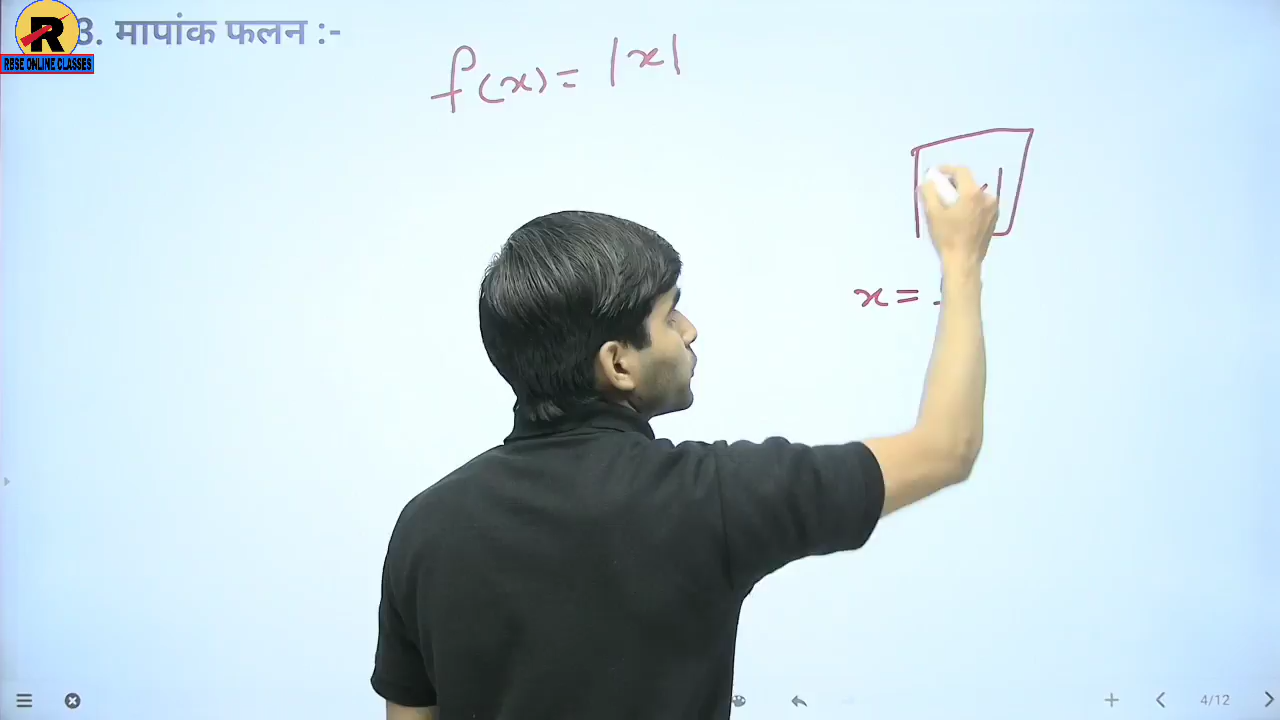 3. मापांक फलन :-
R
RBSE ONLINE CLASSES
f(x) = |x|
x =
4/12